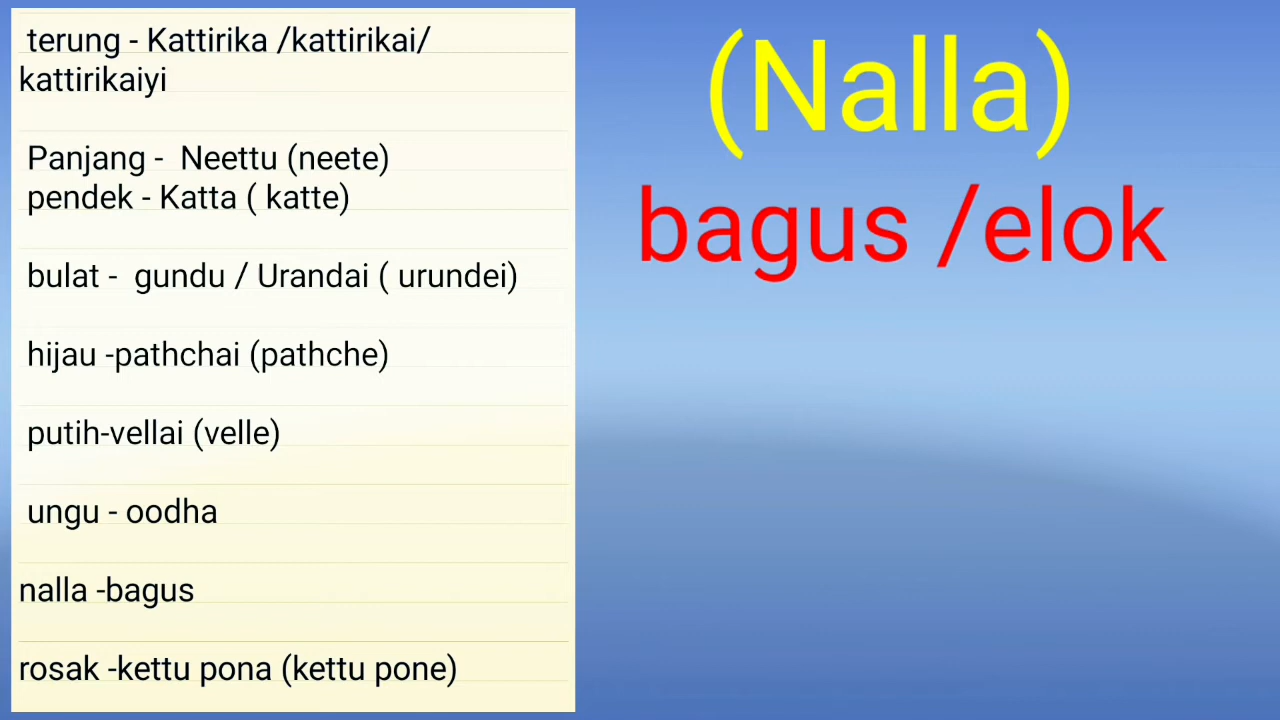 terung - Kattirika /kattirikai/
kattirikaiyi
Panjang -  Neettu (neete)
pendek - Katta ( katte)
bulat -  gundu / Urandai ( urundei)
hijau -pathchai (pathche)
putih-vellai (velle)
ungu - oodha
nalla -bagus
rosak -kettu pona (kettu pone)
(Nalla)
bagus /elok